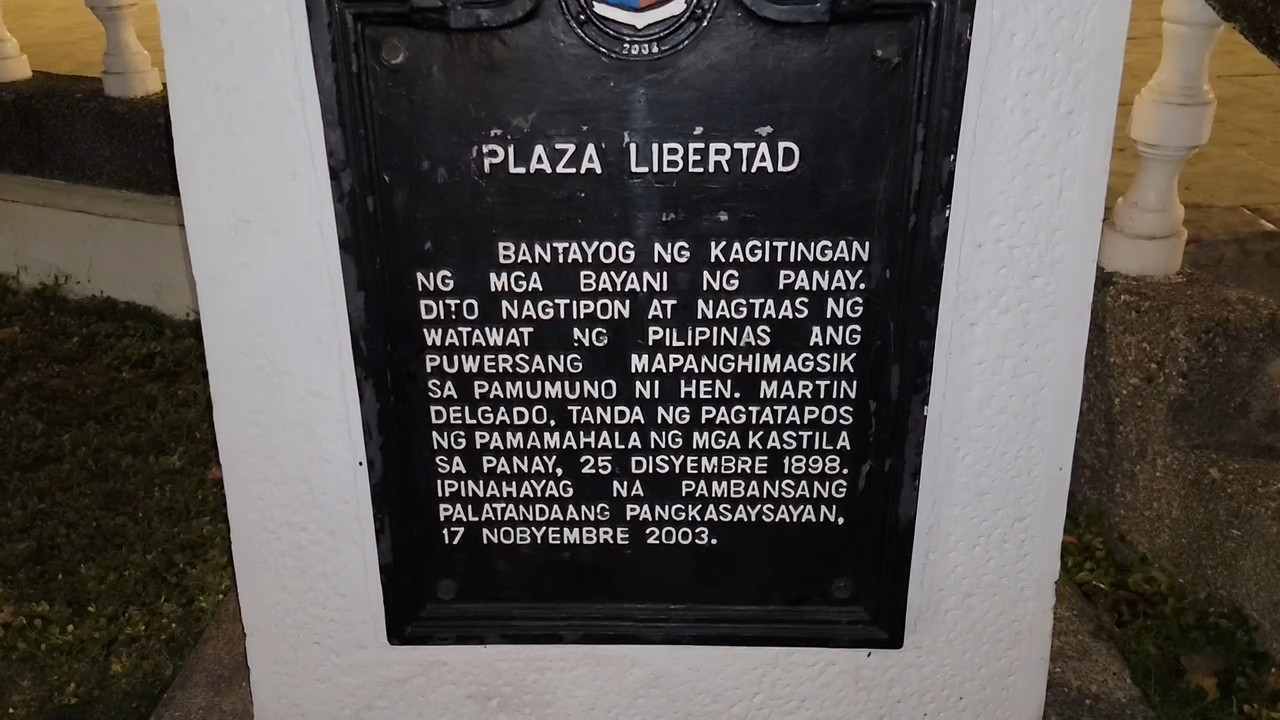 2004
PLAZA LIBERTAD
BANTAYOG NG KAGITINGAN
NG MGA BAYANI NG PANAY.
DITO NAGTIPON AT NAGTAAS NG
WATAWAT NG PILIPINAS ANG
PUWERSANG MAPANGHIMAGSIK
SA PAMUMUNO NI HEN. MARTIN
DELGADO, TANDA NG PAGTATAPOS
NG PAMAMAHALA NG MGA KASTILA
SA PANAY, 25 DISYEMBRE 1898.
IPINAHAYAG NA PAMBANSANG
PALATANDAANG PANGKASAYSAYAN,
17 NOBYEMBRE 2003.